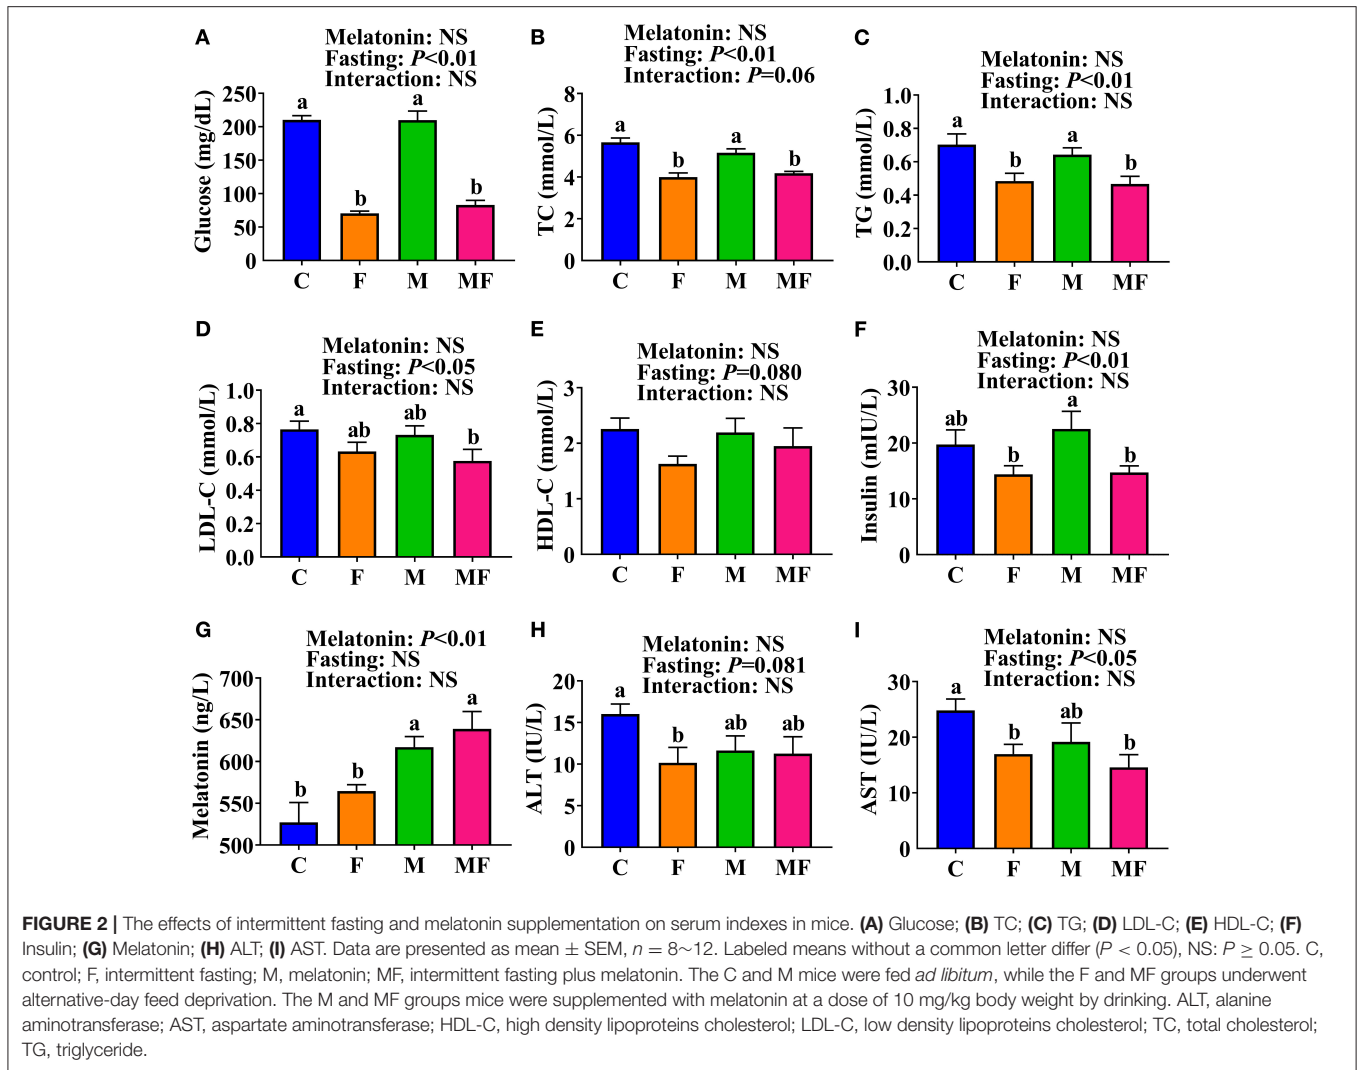 A
Melatonin: NS
Fasting: P<0.01
Interaction: NS
Glucose (mg/dL)
250
200
150
100
50
0
a
b
a
b
C F M MF
B
Melatonin: NS
Fasting: P<0.01
Interaction: P=0.06
TC (mmol/L)
8
6
4
2
0
a
b
a
b
C F M MF
C
Melatonin: NS
Fasting: P<0.01
Interaction: NS
TG (mmol/L)
1.0
0.8
0.6
0.4
0.2
0.0
a
b
a
b
C F M MF
D
Melatonin: NS
Fasting: P<0.05
Interaction: NS
LDL-C (mmol/L)
1.0
0.8
0.6
0.4
0.2
0.0
a
ab
ab
b
C F M MF
E
Melatonin: NS
Fasting: P=0.080
Interaction: NS
HDL-C (mmol/L)
3
2
1
0
C F M MF
F
Melatonin: NS
Fasting: P<0.01
Interaction: NS
Insulin (mIU/L)
30
20
10
0
ab
b
a
b
C F M MF
G
Melatonin: P<0.01
Fasting: NS
Interaction: NS
Melatonin (ng/L)
700
650
600
550
500
b
b
a
a
C F M MF
H
Melatonin: NS
Fasting: P=0.081
Interaction: NS
ALT (IU/L)
20
15
10
5
0
a
b
ab
ab
C F M MF
I
Melatonin: NS
Fasting: P<0.05
Interaction: NS
AST (IU/L)
30
20
10
0
a
b
ab
b
C F M MF
FIGURE 2 | The effects of intermittent fasting and melatonin supplementation on serum indexes in mice. (A) Glucose; (B) TC; (C) TG; (D) LDL-C; (E) HDL-C; (F)
Insulin; (G) Melatonin; (H) ALT; (I) AST. Data are presented as mean ± SEM, n = 8~12. Labeled means without a common letter differ (P < 0.05), NS: P ≥ 0.05. C,
control; F, intermittent fasting; M, melatonin; MF, intermittent fasting plus melatonin. The C and M mice were fed ad libitum, while the F and MF groups underwent
alternative-day feed deprivation. The M and MF groups mice were supplemented with melatonin at a dose of 10 mg/kg body weight by drinking. ALT, alanine
aminotransferase; AST, aspartate aminotransferase; HDL-C, high density lipoproteins cholesterol; LDL-C, low density lipoproteins cholesterol; TC, total cholesterol;
TG, triglyceride.